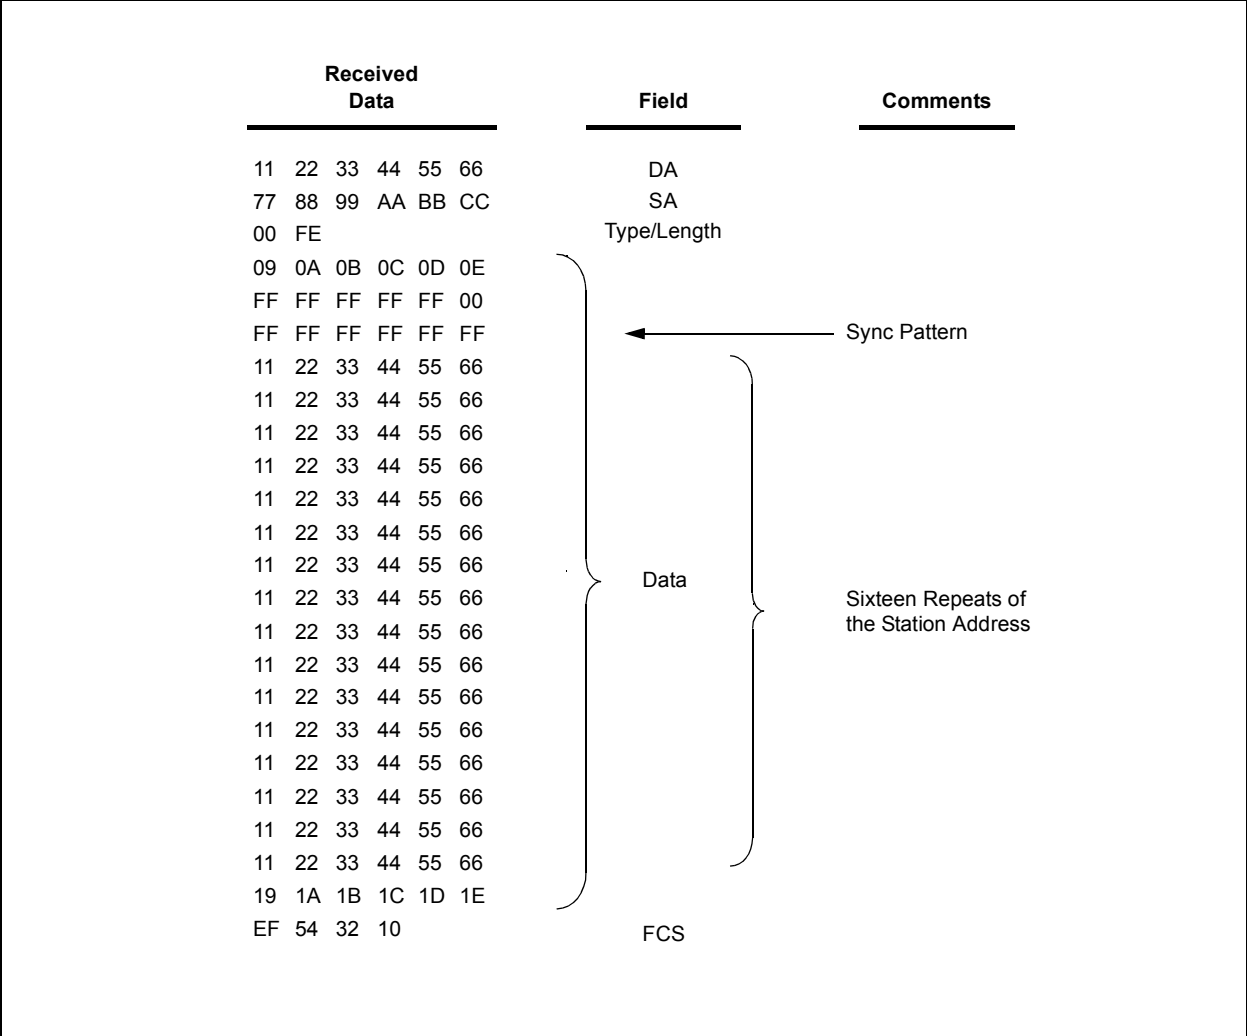 Received
Data Field Comments
11 22 33 44 55 66 DA
77 88 99 AA BB CC SA
00 FE Type/Length
09 0A 0B 0C 0D 0E
FF FF FF FF FF 00
FF FF FF FF FF FF Sync Pattern
11 22 33 44 55 66
11 22 33 44 55 66
11 22 33 44 55 66
11 22 33 44 55 66
11 22 33 44 55 66
11 22 33 44 55 66
11 22 33 44 55 66 Data
11 22 33 44 55 66 Sixteen Repeats of
11 22 33 44 55 66 the Station Address
11 22 33 44 55 66
11 22 33 44 55 66
11 22 33 44 55 66
11 22 33 44 55 66
11 22 33 44 55 66
11 22 33 44 55 66
11 22 33 44 55 66
19 1A 1B 1C 1D 1E
EF 54 32 10 FCS